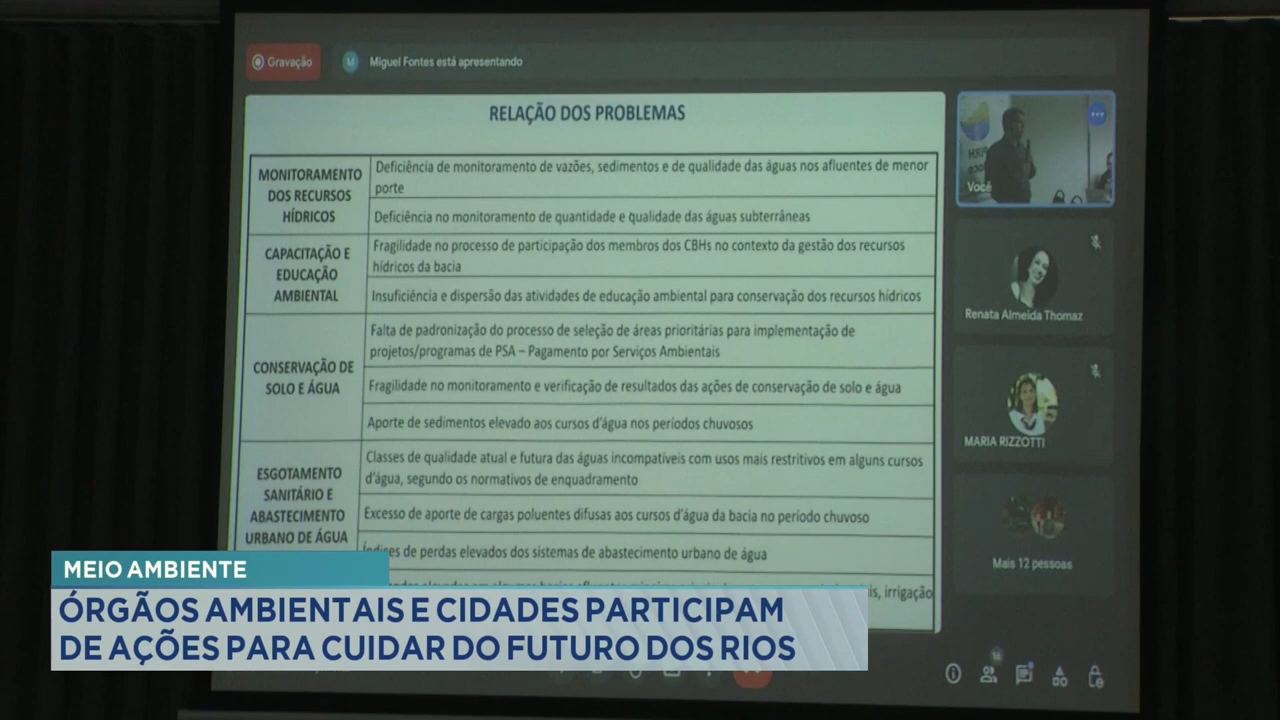 Gravação
M
Miguel Fontes está apresentando
RELAÇÃO DOS PROBLEMAS
MONITORAMENTO
DOS RECURSOS
HÍDRICOS
Deficiência de monitoramento de vazões, sedimentos e de qualidade das águas nos afluentes de menor
porte
Deficiência no monitoramento de quantidade e qualidade das águas subterrâneas
CAPACITAÇÃO E
EDUCAÇÃO
AMBIENTAL
Fragilidade no processo de participação dos membros dos CBHs no contexto da gestão dos recursos
hídricos da bacia
Insuficiência e dispersão das atividades de educação ambiental para conservação dos recursos hídricos
CONSERVAÇÃO DE
SOLO E ÁGUA
Falta de padronização do processo de seleção de áreas prioritárias para implementação de
projetos/programas de PSA – Pagamento por Serviços Ambientais
Fragilidade no monitoramento e verificação de resultados das ações de conservação de solo e água
Aporte de sedimentos elevado aos cursos d'água nos períodos chuvosos
ESGOTAMENTO
SANITÁRIO E
ABASTECIMENTO
URBANO DE ÁGUA
Classes de qualidade atual e futura das águas incompatíveis com usos mais restritivos em alguns cursos
d'água, segundo os normativos de enquadramento
Excesso de aporte de cargas poluentes difusas aos cursos d'água da bacia no período chuvoso
Índices de perdas elevados dos sistemas de abastecimento urbano de água
irrigação
Você
Renata Almeida Thomaz
MARIA RIZZOTTI
Mais 12 pessoas
MEIO AMBIENTE
ÓRGÃOS AMBIENTAIS E CIDADES PARTICIPAM
DE AÇÕES PARA CUIDAR DO FUTURO DOS RIOS